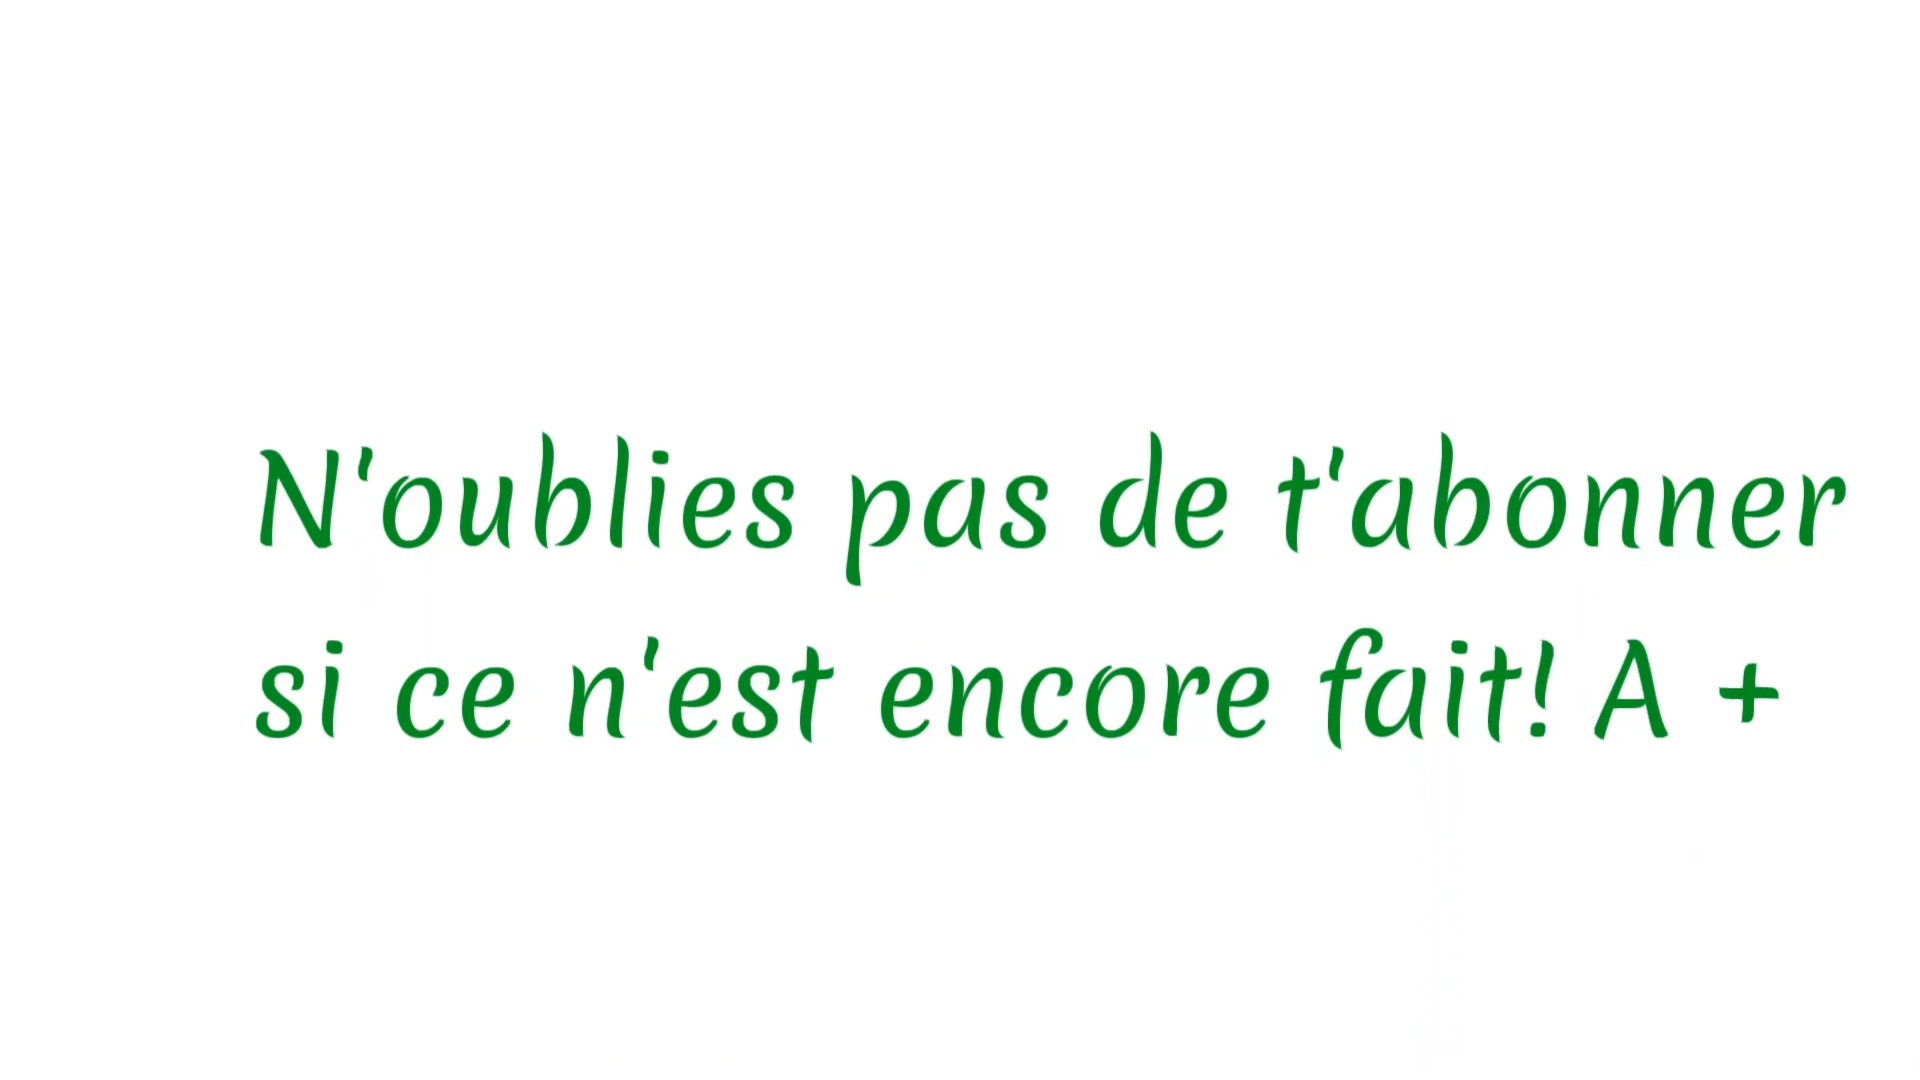 N'oublies pas de t'abonner
si ce n'est encore fait! A +